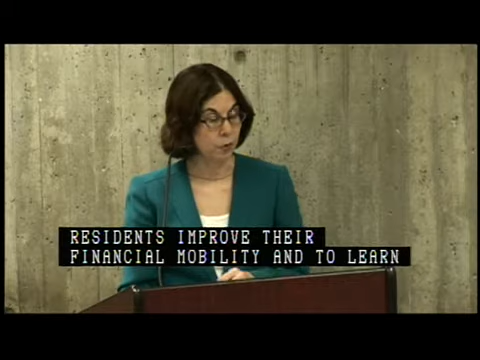 RESIDENTS IMPROVE THEIR
FINANCIAL MOBILITY AND TO LEARN